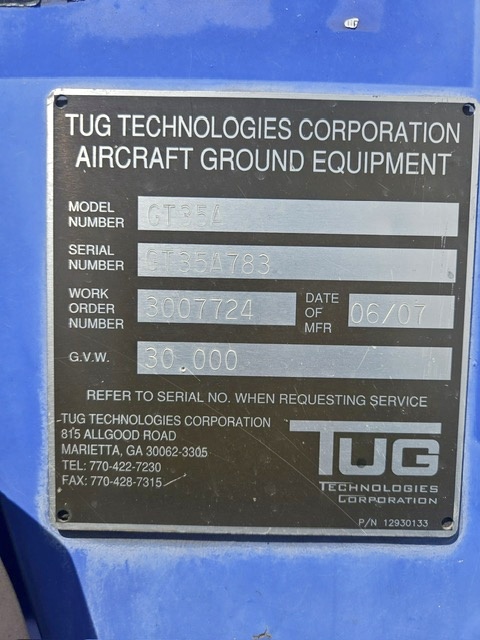 TUG TECHNOLOGIES CORPORATION
AIRCRAFT GROUND EQUIPMENT
MODEL NUMBER GT35A
SERIAL NUMBER GT35A783
WORK ORDER NUMBER 3007724 DATE OF MFR 06/07
G.V.W. 30.000
REFER TO SERIAL NO. WHEN REQUESTING SERVICE
TUG TECHNOLOGIES CORPORATION
815 ALLGOOD ROAD
MARIETTA, GA 30062-3305
TEL: 770-422-7230
FAX: 770-428-7315
TUG
TECHNOLOGIES
CORPORATION
P/N 12930133